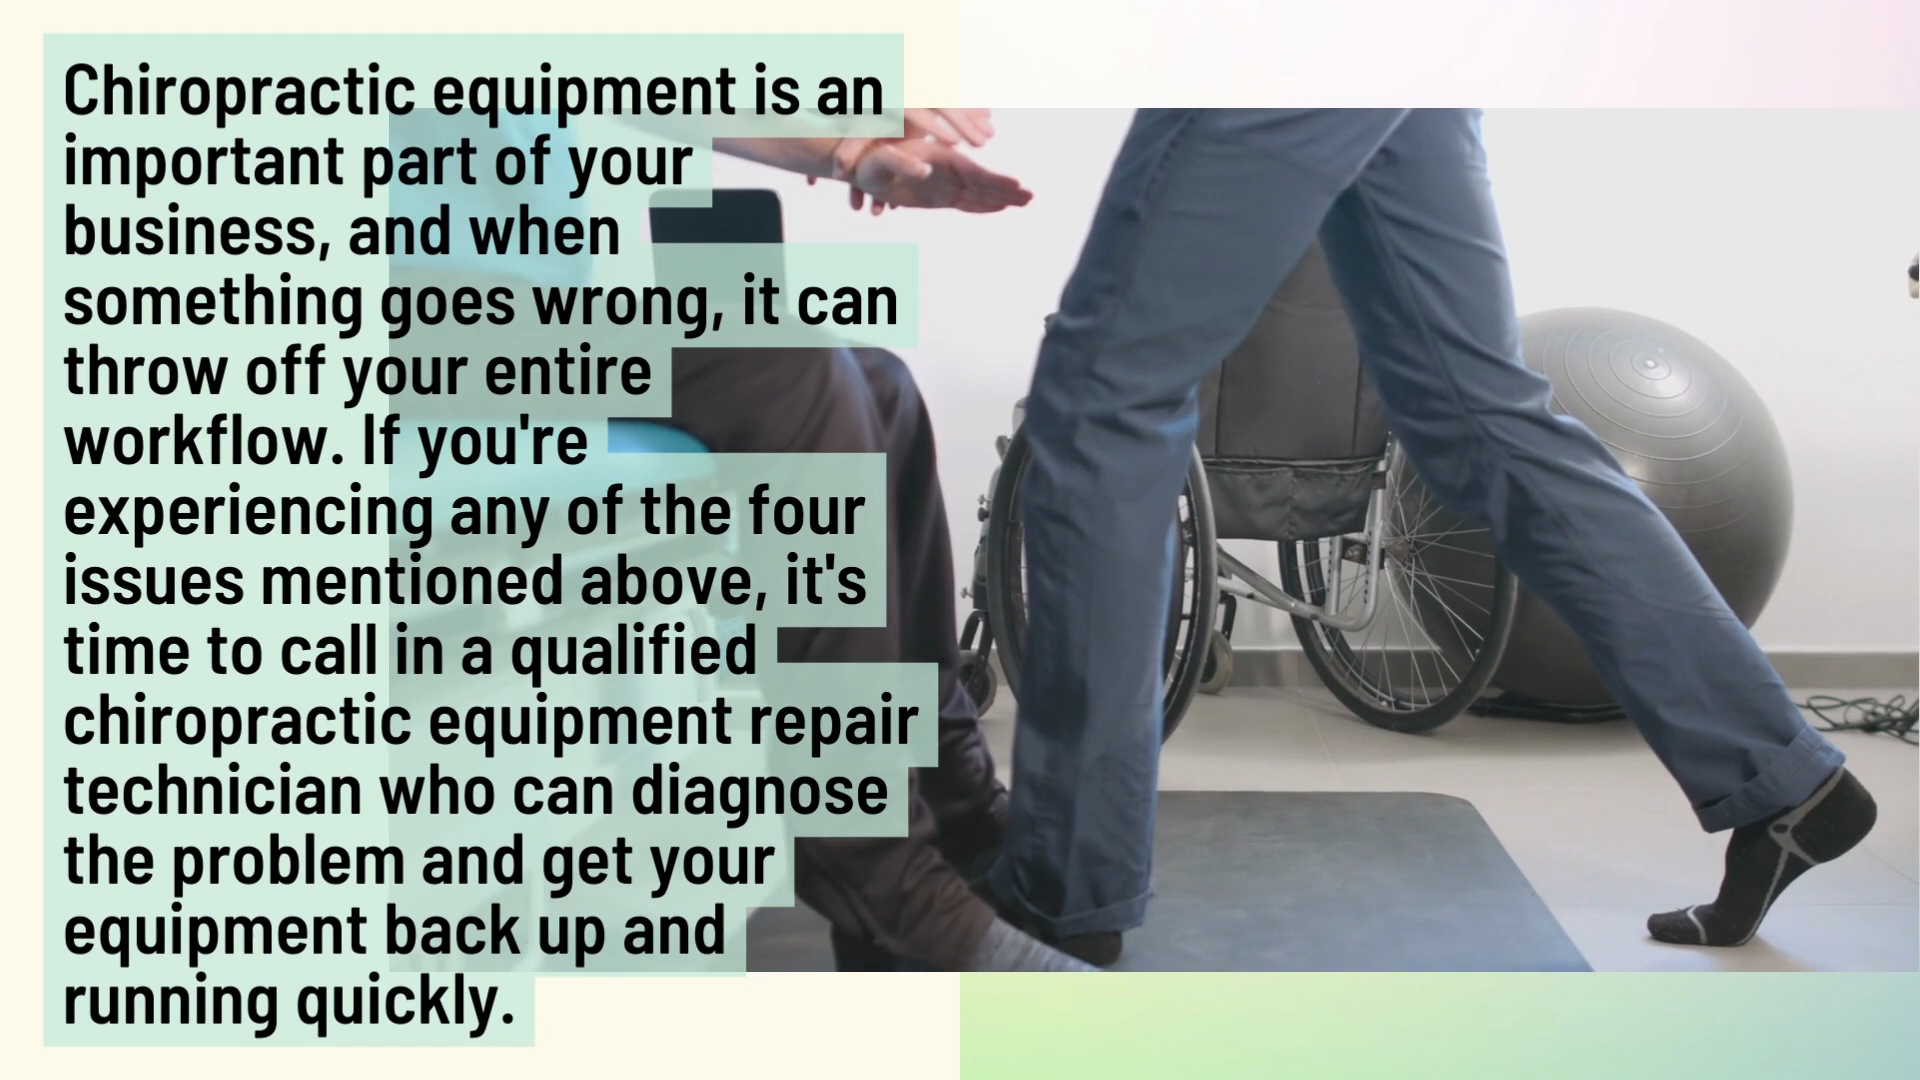 Chiropractic equipment is an
important part of your
business, and when
something goes wrong, it can
throw off your entire
workflow. If you're
experiencing any of the four
issues mentioned above, it's
time to call in a qualified
chiropractic equipment repair
technician who can diagnose
the problem and get your
equipment back up and
running quickly.